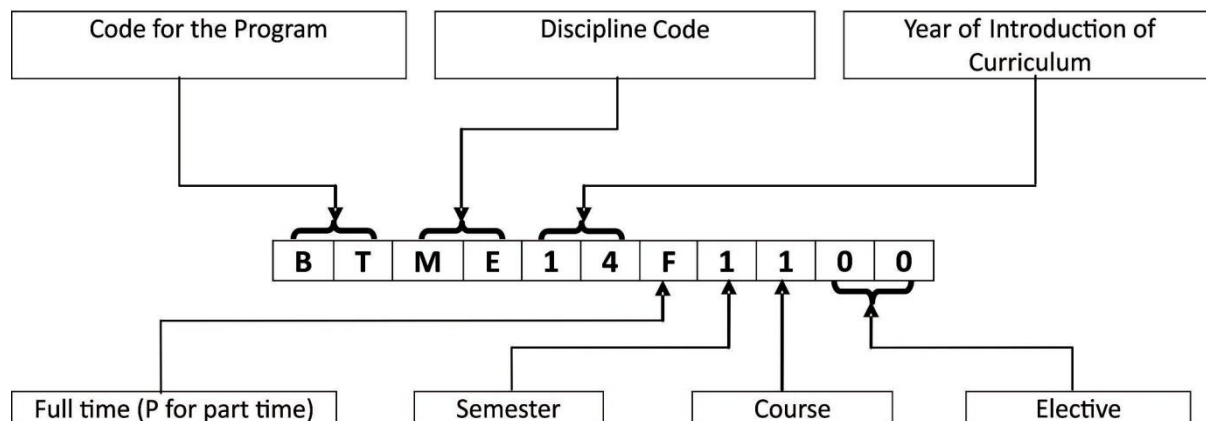 Code for the Program
Discipline Code
Year of Introduction of
Curriculum
B T M E 1 4 F 1 1 0 0
Full time (P for part time)
Semester
Course
Elective